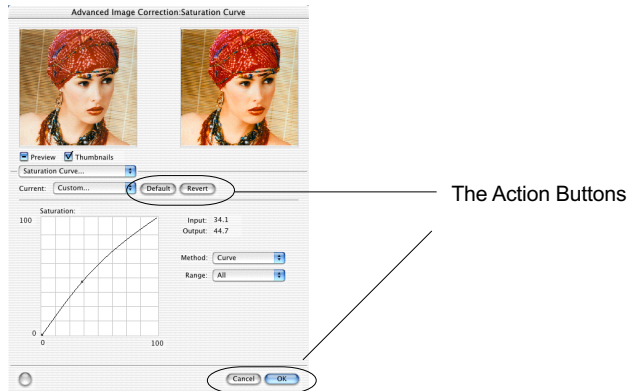 Advanced Image Correction:Saturation Curve
Preview Thumbnails
Saturation Curve...
Current: Custom... Default Revert
The Action Buttons
Saturation:
100
Input: 34.1
Output: 44.7
Method: Curve
Range: All
0
0 100
Cancel OK